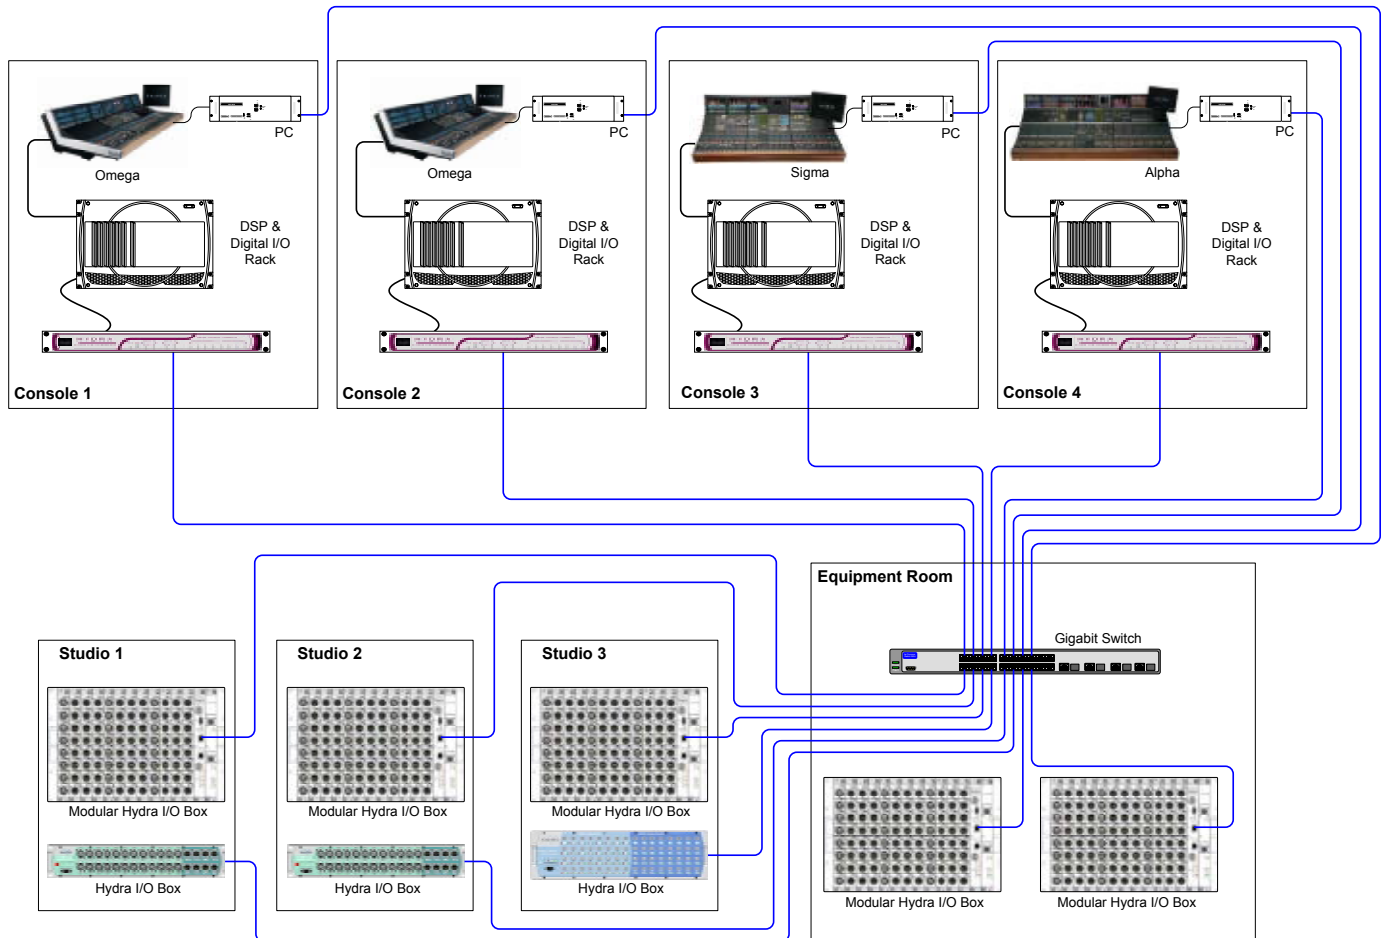 PC
Omega
DSP &
Digital I/O
Rack
Console 1
PC
Omega
DSP &
Digital I/O
Rack
Console 2
PC
Sigma
DSP &
Digital I/O
Rack
Console 3
PC
Alpha
DSP &
Digital I/O
Rack
Console 4
Equipment Room
Gigabit Switch
Studio 1
Modular Hydra I/O Box
Hydra I/O Box
Studio 2
Modular Hydra I/O Box
Hydra I/O Box
Studio 3
Modular Hydra I/O Box
Hydra I/O Box
Modular Hydra I/O Box
Modular Hydra I/O Box